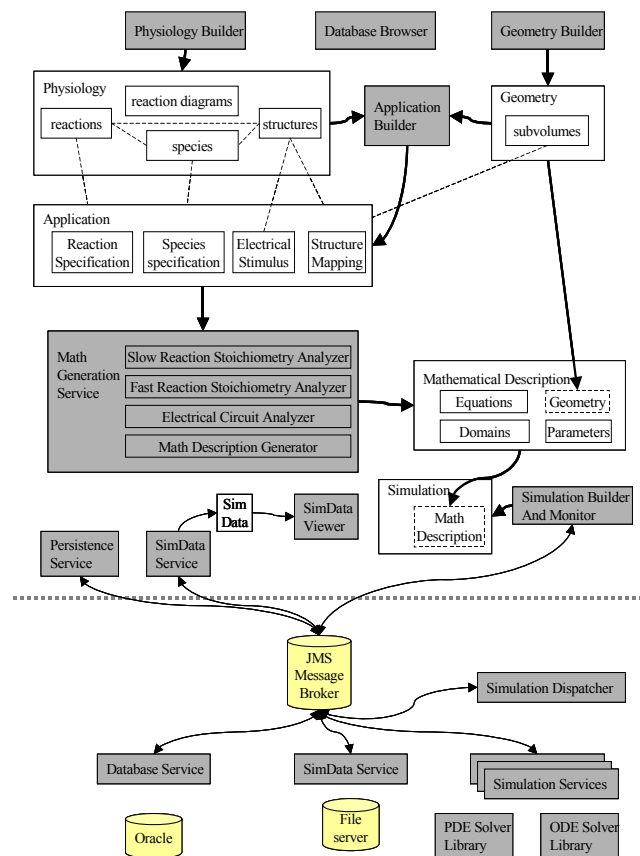 Physiology Builder
Database Browser
Geometry Builder
Physiology
reaction diagrams
reactions
structures
species
Application
Builder
Geometry
subvolumes
Application
Reaction
Specification
Species
specification
Electrical
Stimulus
Structure
Mapping
Math
Generation
Service
Slow Reaction Stoichiometry Analyzer
Fast Reaction Stoichiometry Analyzer
Electrical Circuit Analyzer
Math Description Generator
Mathematical Description
Equations
Geometry
Domains
Parameters
Simulation
Math
Description
Simulation Builder
And Monitor
Sim
Data
SimData
Viewer
Persistence
Service
SimData
Service
JMS
Message
Broker
Simulation Dispatcher
Database Service
SimData Service
Simulation Services
Oracle
File
server
PDE Solver
Library
ODE Solver
Library